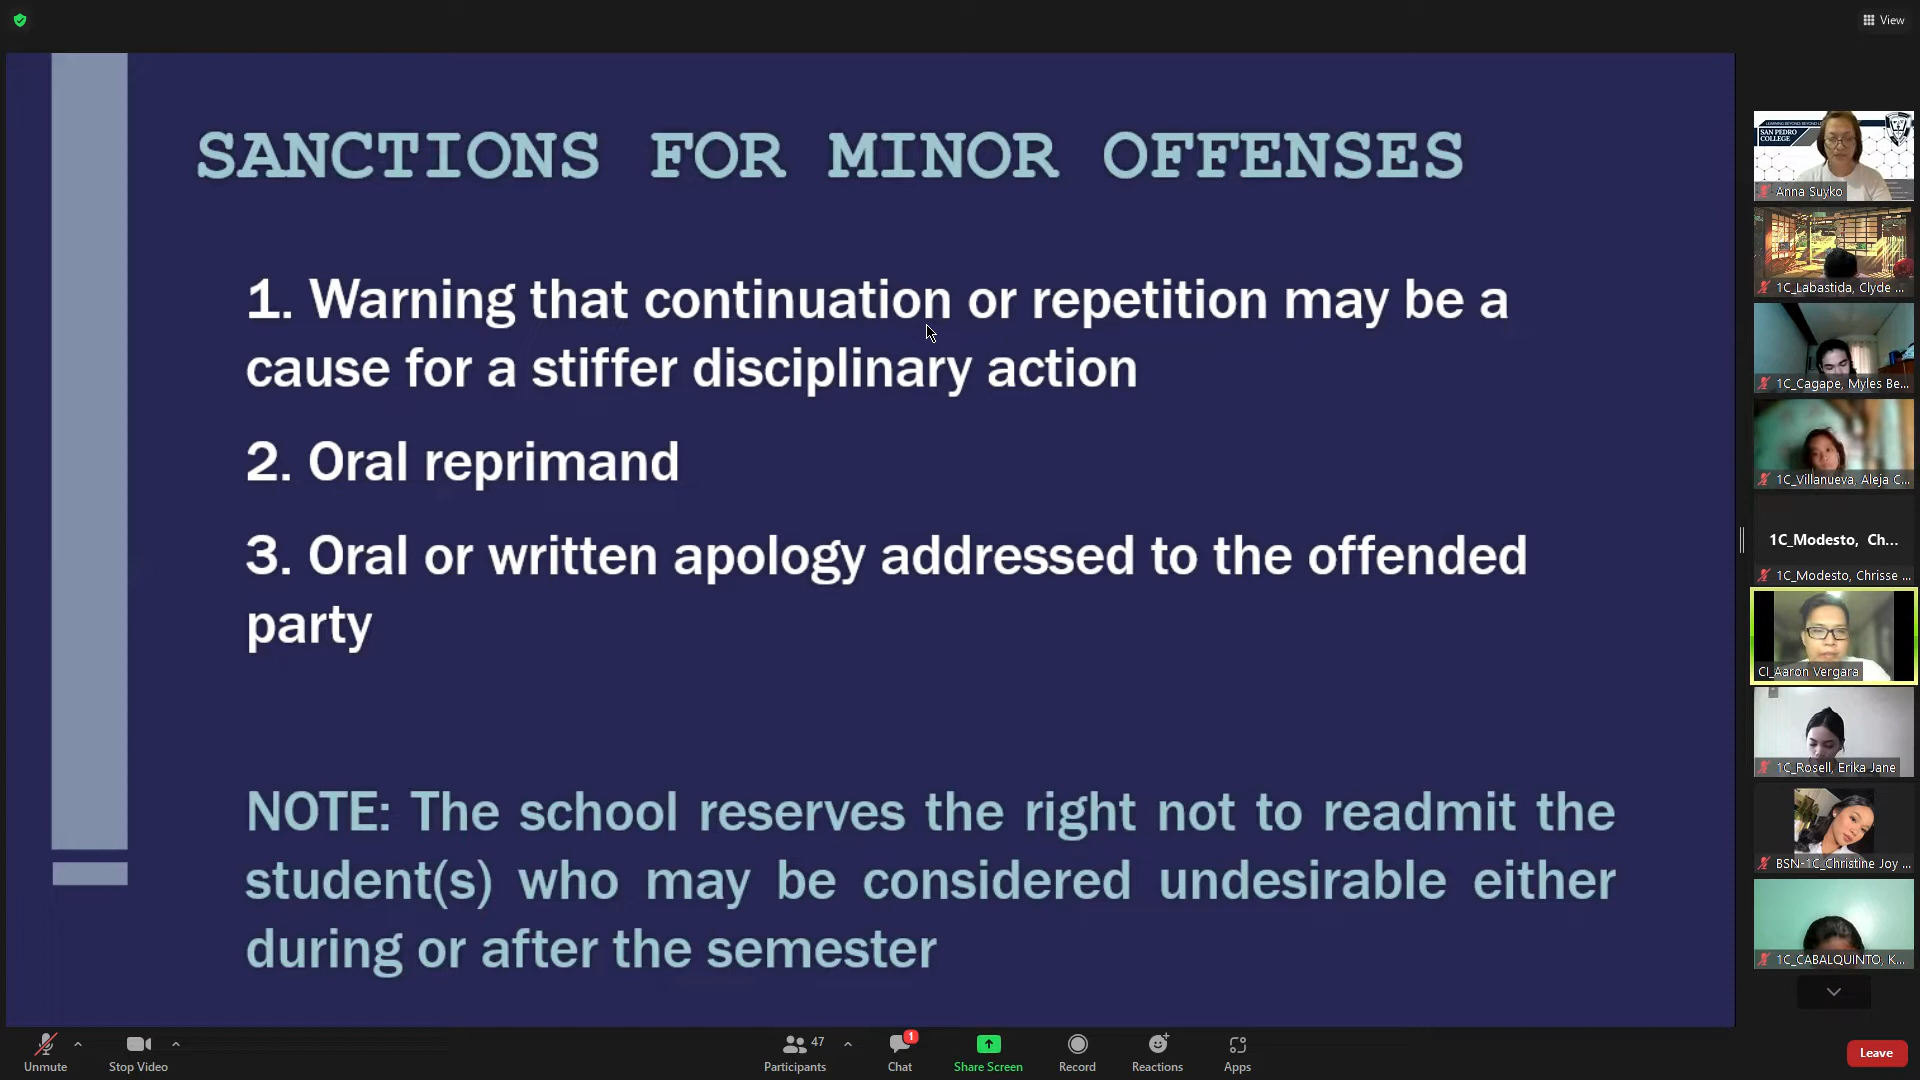 View
SANCTIONS FOR MINOR OFFENSES
1. Warning that continuation or repetition may be a
cause for a stiffer disciplinary action
2. Oral reprimand
3. Oral or written apology addressed to the offended
party
NOTE: The school reserves the right not to readmit the
student(s) who may be considered undesirable either
during or after the semester
SAN PEDRO
COLLEGE
Anna Suyko
1C_Labastida, Clyde ...
1C_Cagape, Myles Be...
1C_Villanueva, Aleja C...
1C_Modesto, Ch...
1C_Modesto, Chrisse ...
CI_Aaron Vergara
1C_Rosell, Erika Jane
BSN-1C_Christine Joy ...
1C_CABALQUINTO, K...
Unmute
Stop Video
47
Participants
1
Chat
Share Screen
Record
Reactions
Apps
Leave